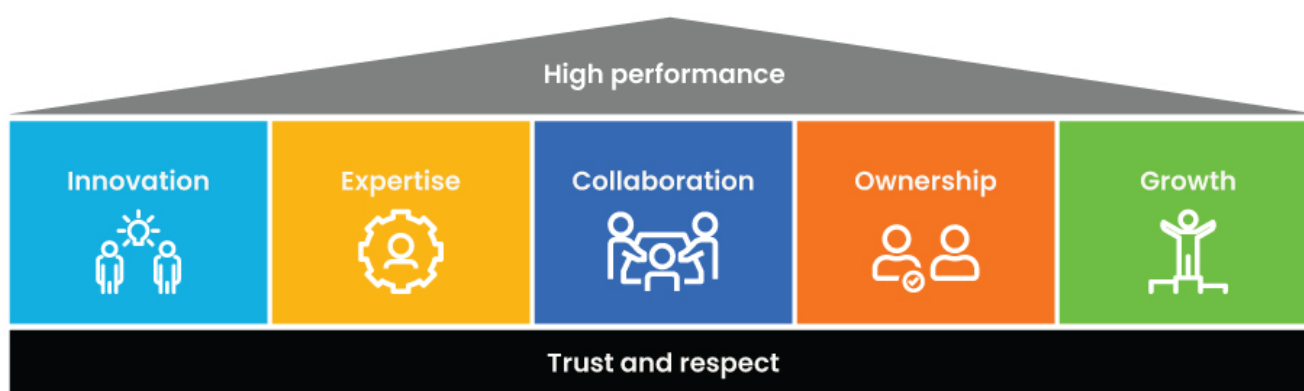 High performance
Innovation
Expertise
Collaboration
Ownership
Growth
Trust and respect